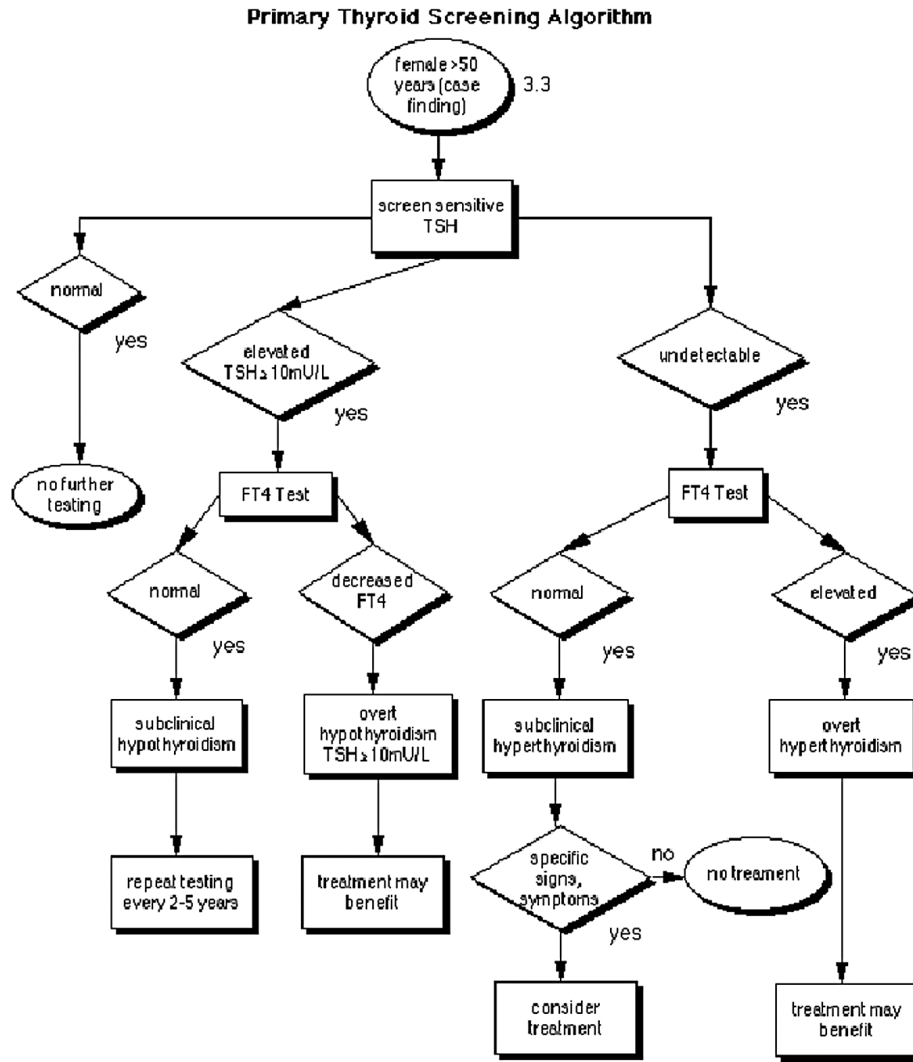 Primary Thyroid Screening Algorithm
female >50
years (case
finding)
3.3
screen sensitive
TSH
normal
yes
elevated
TSH ≥ 10mU/L
yes
undetectable
yes
no further
testing
FT4 Test
FT4 Test
normal
yes
decreased
FT4
normal
yes
elevated
yes
subclinical
hypothyroidism
overt
hypothyroidism
TSH ≥ 10mU/L
subclinical
hyperthyroidism
overt
hyperthyroidism
repeat testing
every 2-5 years
treatment may
benefit
specific
signs,
symptoms
no
no treament
yes
consider
treatment
treatment may
benefit